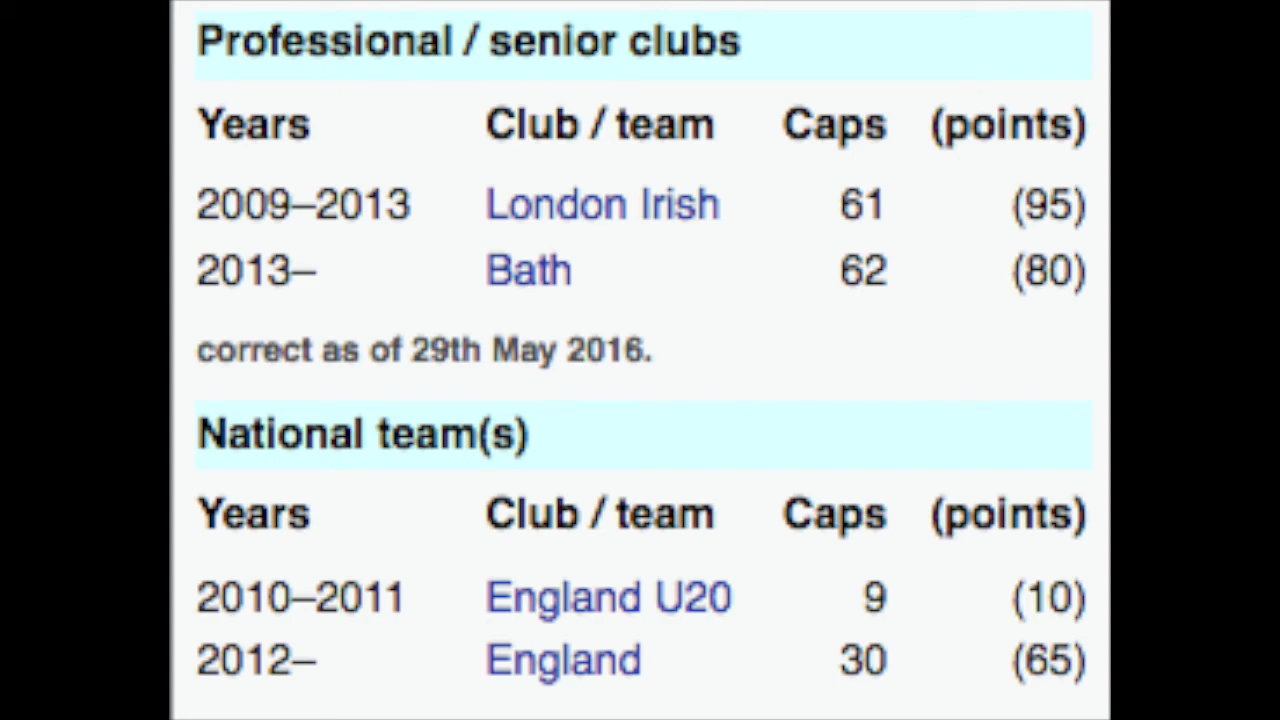 Professional / senior clubs
Years Club / team Caps (points)
2009–2013 London Irish 61 (95)
2013– Bath 62 (80)
correct as of 29th May 2016.
National team(s)
Years Club / team Caps (points)
2010–2011 England U20 9 (10)
2012– England 30 (65)